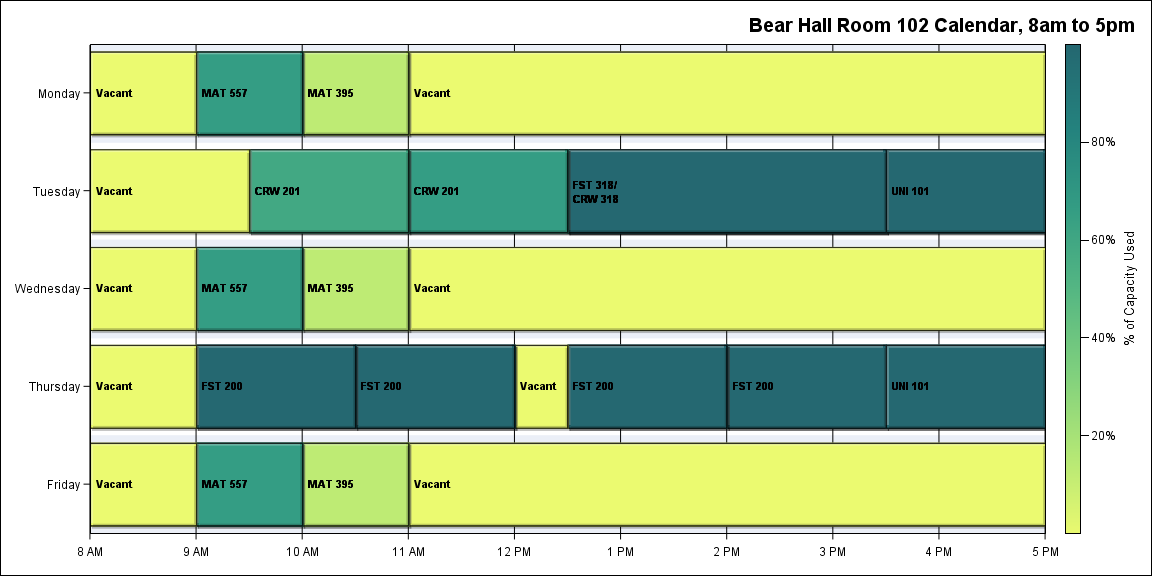 Bear Hall Room 102 Calendar, 8am to 5pm
Monday
Vacant
MAT 557
MAT 395
Vacant
Tuesday
Vacant
CRW 201
CRW 201
FST 318/
CRW 318
UNI 101
Wednesday
Vacant
MAT 557
MAT 395
Vacant
Thursday
Vacant
FST 200
FST 200
Vacant
FST 200
FST 200
UNI 101
Friday
Vacant
MAT 557
MAT 395
Vacant
8 AM
9 AM
10 AM
11 AM
12 PM
1 PM
2 PM
3 PM
4 PM
5 PM
80%
60%
40%
20%
% of Capacity Used